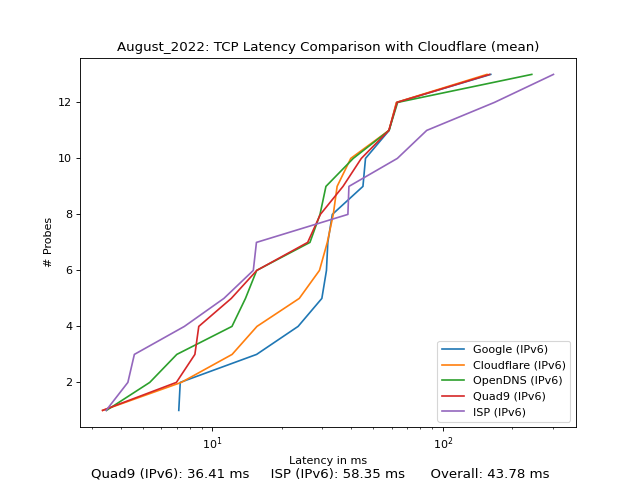 August_2022: TCP Latency Comparison with Cloudflare (mean)
# Probes
12
10
8
6
4
2
Google (IPv6)
Cloudflare (IPv6)
OpenDNS (IPv6)
Quad9 (IPv6)
ISP (IPv6)
10¹
10²
Latency in ms
Quad9 (IPv6): 36.41 ms ISP (IPv6): 58.35 ms Overall: 43.78 ms